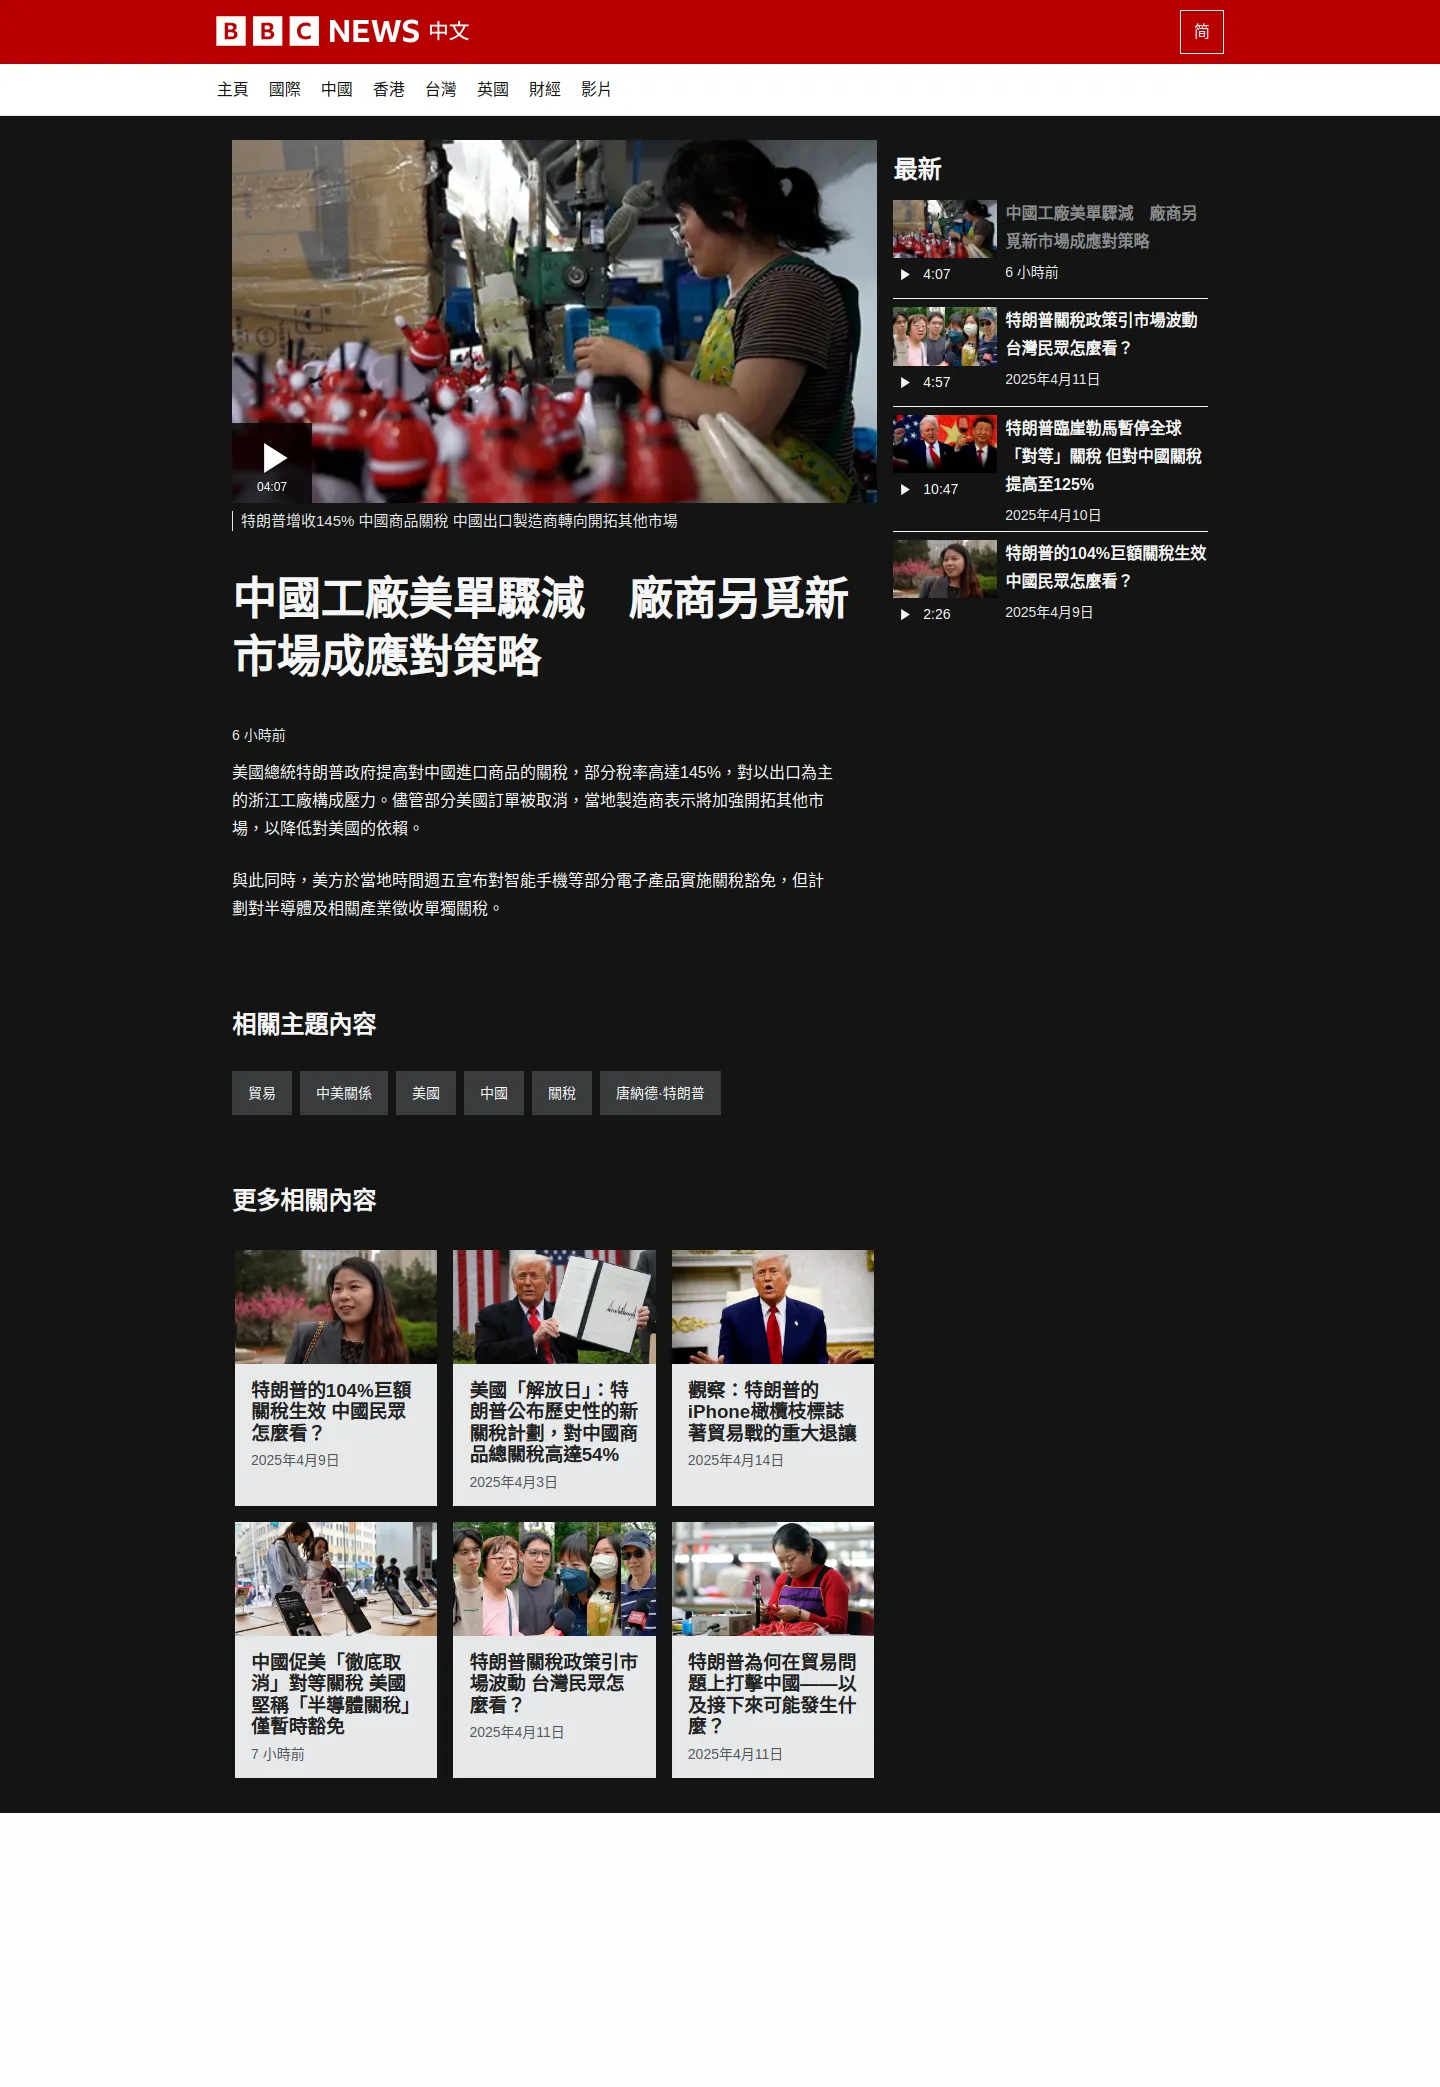 BBC NEWS 中文
简
主頁 國際 中國 香港 台灣 英國 財經 影片
04:07
特朗普增收145% 中國商品關稅 中國出口製造商轉向開拓其他市場
中國工廠美單驟減　廠商另覓新
市場成應對策略
6 小時前
美國總統特朗普政府提高對中國進口商品的關稅，部分稅率高達145%，對以出口為主
的浙江工廠構成壓力。儘管部分美國訂單被取消，當地製造商表示將加強開拓其他市
場，以降低對美國的依賴。
與此同時，美方於當地時間週五宣布對智能手機等部分電子產品實施關稅豁免，但計
劃對半導體及相關產業徵收單獨關稅。
最新
中國工廠美單驟減　廠商另
覓新市場成應對策略
4:07
6 小時前
特朗普關稅政策引市場波動
台灣民眾怎麼看？
4:57
2025年4月11日
特朗普臨崖勒馬暫停全球
「對等」關稅 但對中國關稅
提高至125%
10:47
2025年4月10日
特朗普的104%巨額關稅生效
中國民眾怎麼看？
2:26
2025年4月9日
相關主題內容
貿易 中美關係 美國 中國 關稅 唐納德·特朗普
更多相關內容
特朗普的104%巨額
關稅生效 中國民眾
怎麼看？
2025年4月9日
美國「解放日」：特
朗普公布歷史性的新
關稅計劃，對中國商
品總關稅高達54%
2025年4月3日
觀察：特朗普的
iPhone橄欖枝標誌
著貿易戰的重大退讓
2025年4月14日
中國促美「徹底取
消」對等關稅 美國
堅稱「半導體關稅」
僅暫時豁免
7 小時前
特朗普關稅政策引市
場波動 台灣民眾怎
麼看？
2025年4月11日
特朗普為何在貿易問
題上打擊中國——以
及接下來可能發生什
麼？
2025年4月11日